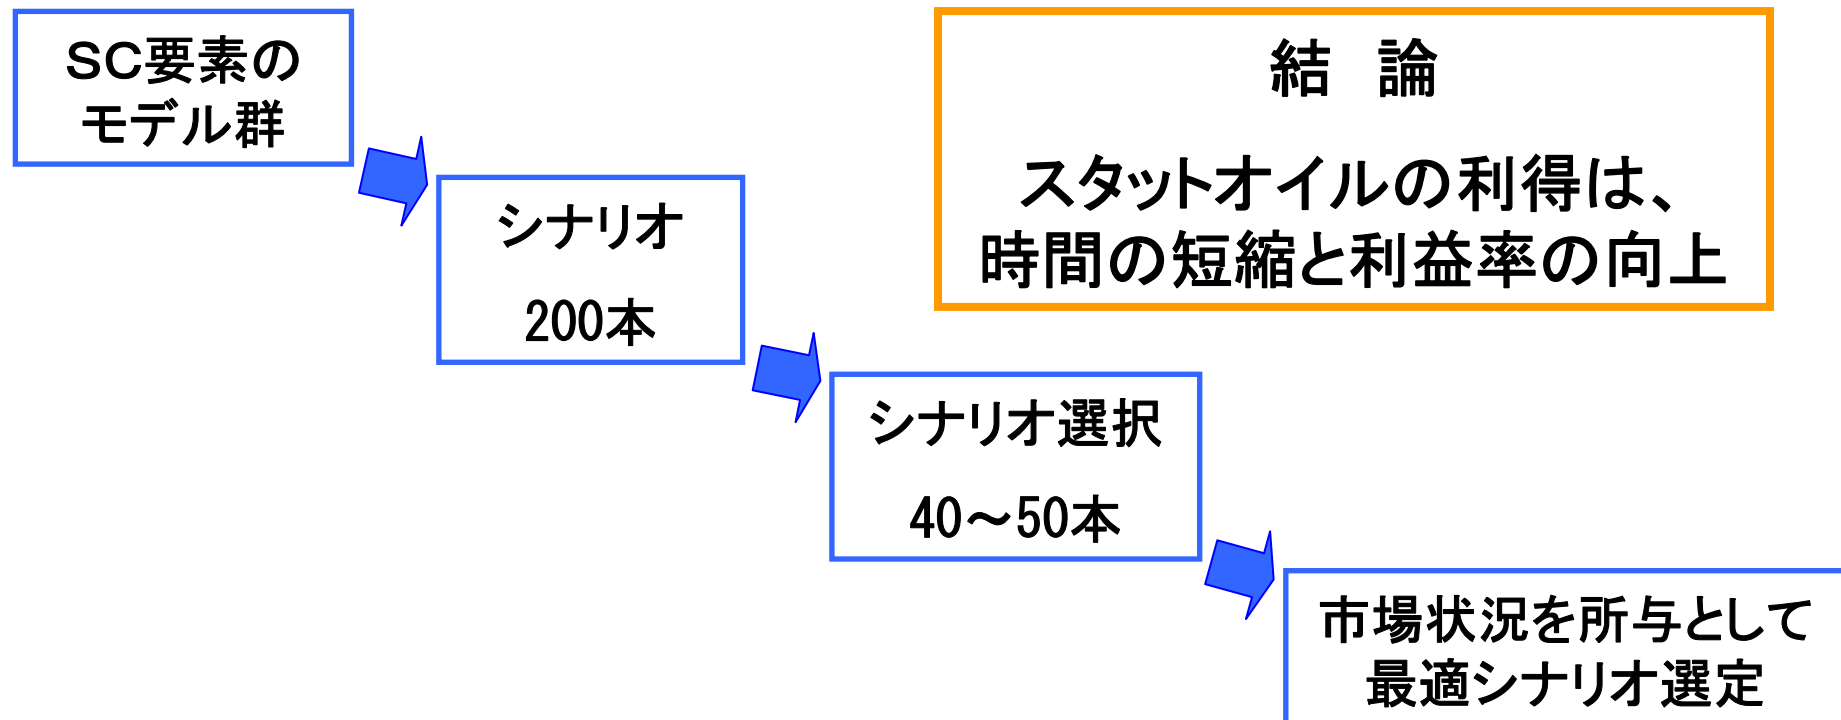 SC要素の
モデル群
結 論
スタットオイルの利得は、
時間の短縮と利益率の向上
シナリオ
200本
シナリオ選択
40～50本
市場状況を所与として
最適シナリオ選定